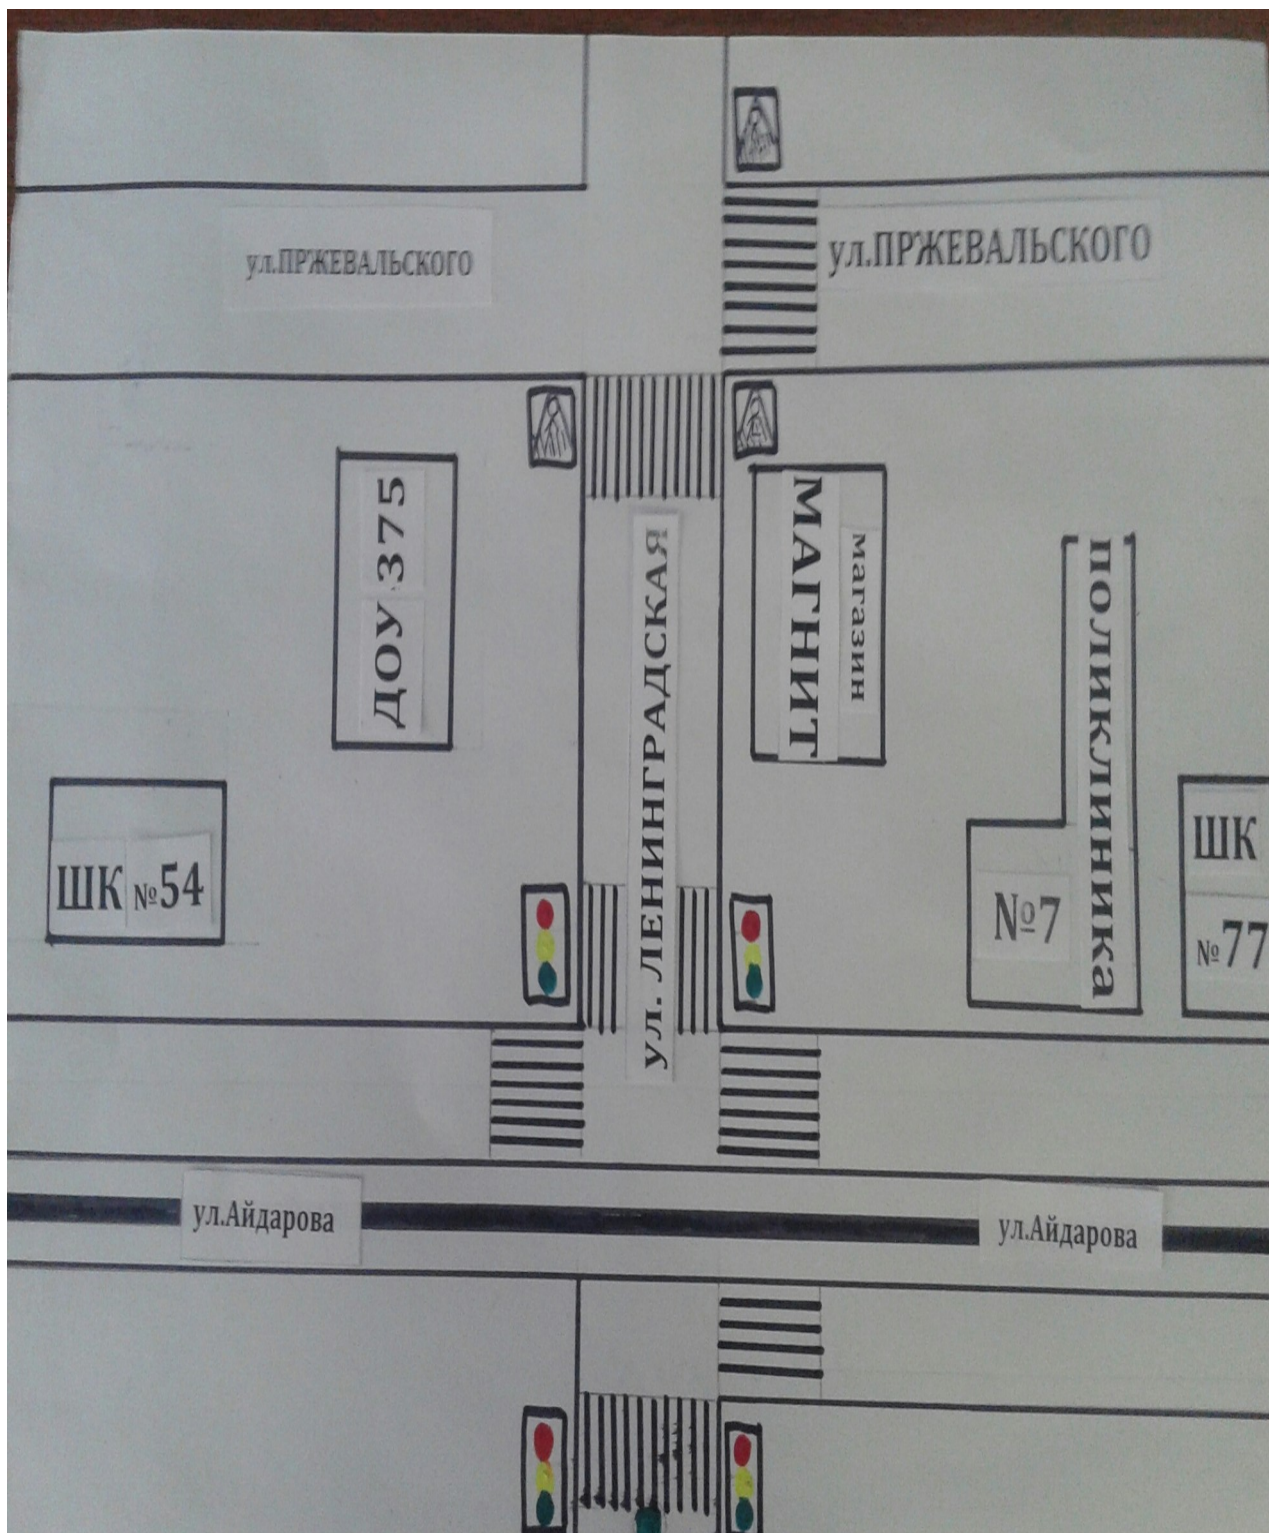 ул.ПРЖЕВАЛЬСКОГО
ул.ПРЖЕВАЛЬСКОГО
ДОУ 375
ул. ЛЕНИНГРАДСКАЯ
магазин
МАГНИТ
ПОЛИКЛИНИКА
№7
ШК №54
ШК
№77
ул.Айдарова
ул.Айдарова